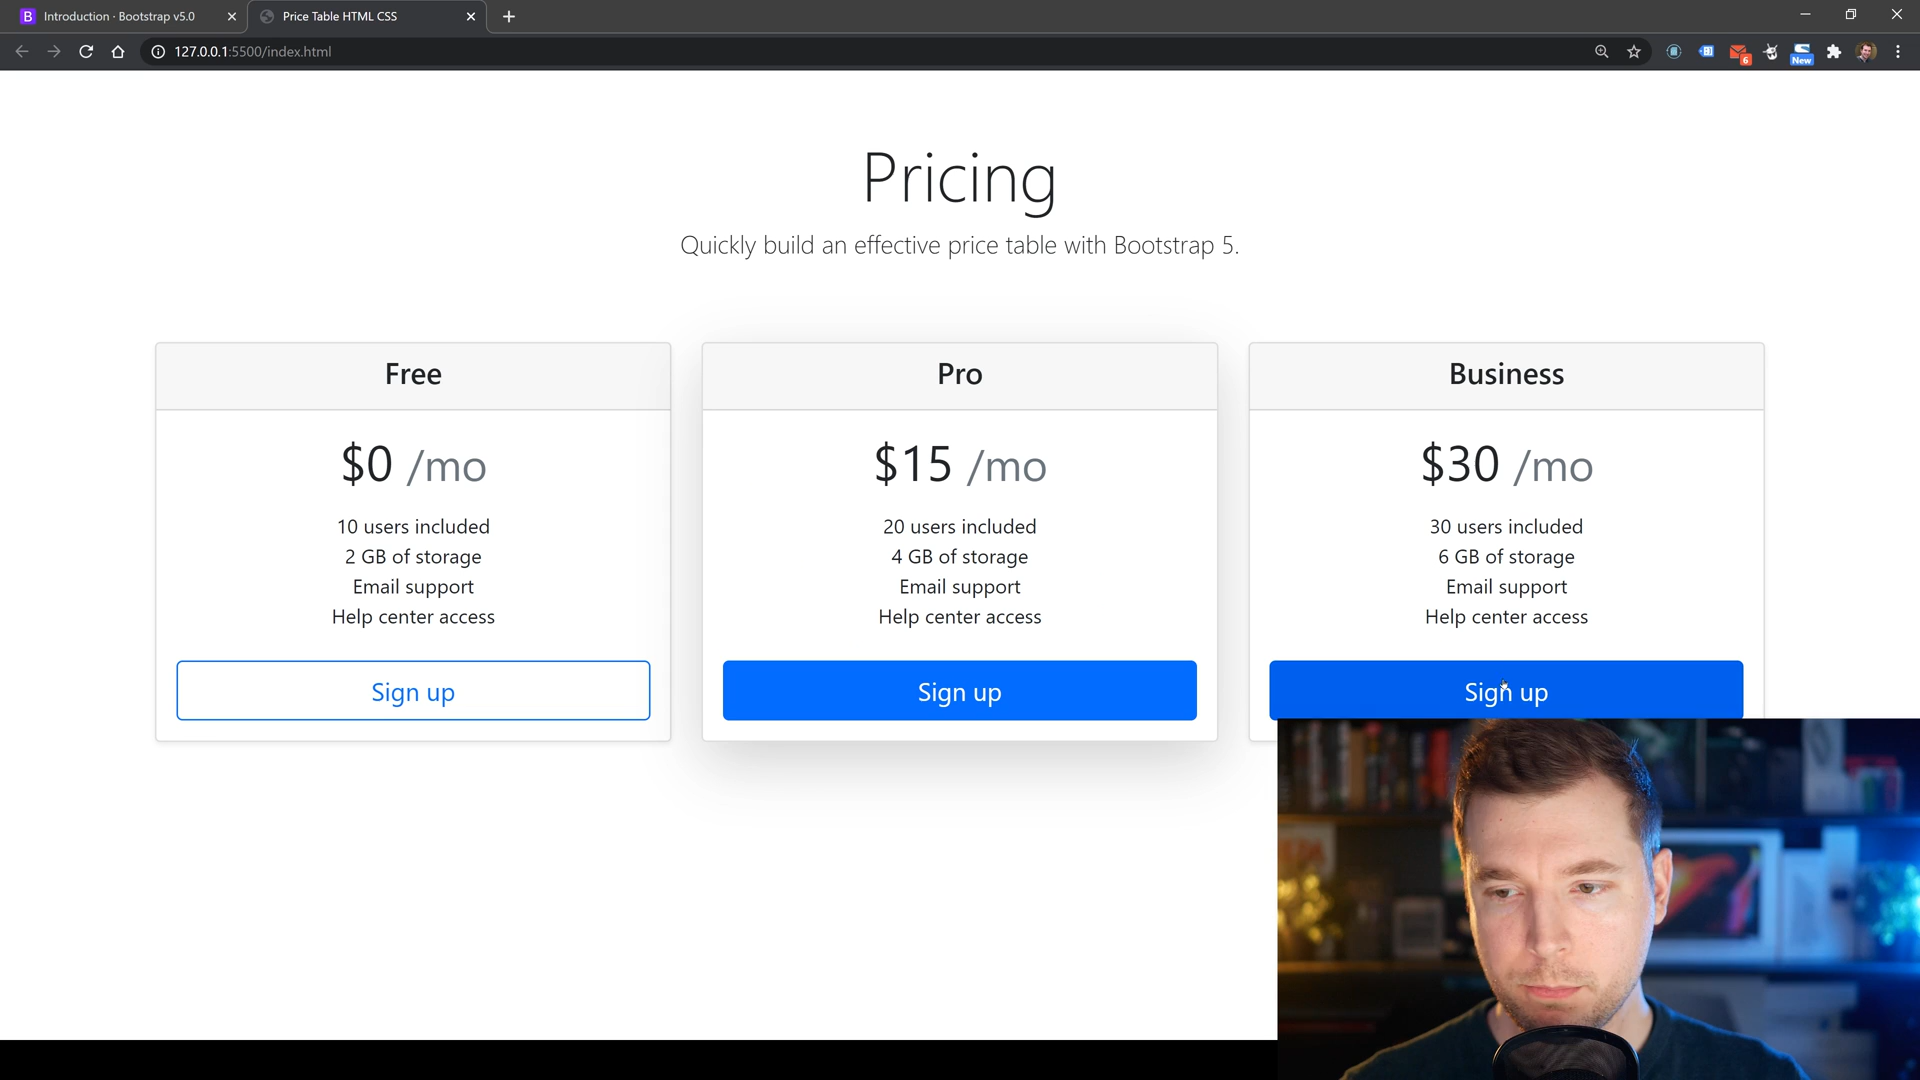 Introduction · Bootstrap v5.0
Price Table HTML CSS
127.0.0.1:5500/index.html
6
New
Pricing
Quickly build an effective price table with Bootstrap 5.
Free
$0 /mo
10 users included
2 GB of storage
Email support
Help center access
Sign up
Pro
$15 /mo
20 users included
4 GB of storage
Email support
Help center access
Sign up
Business
$30 /mo
30 users included
6 GB of storage
Email support
Help center access
Sign up